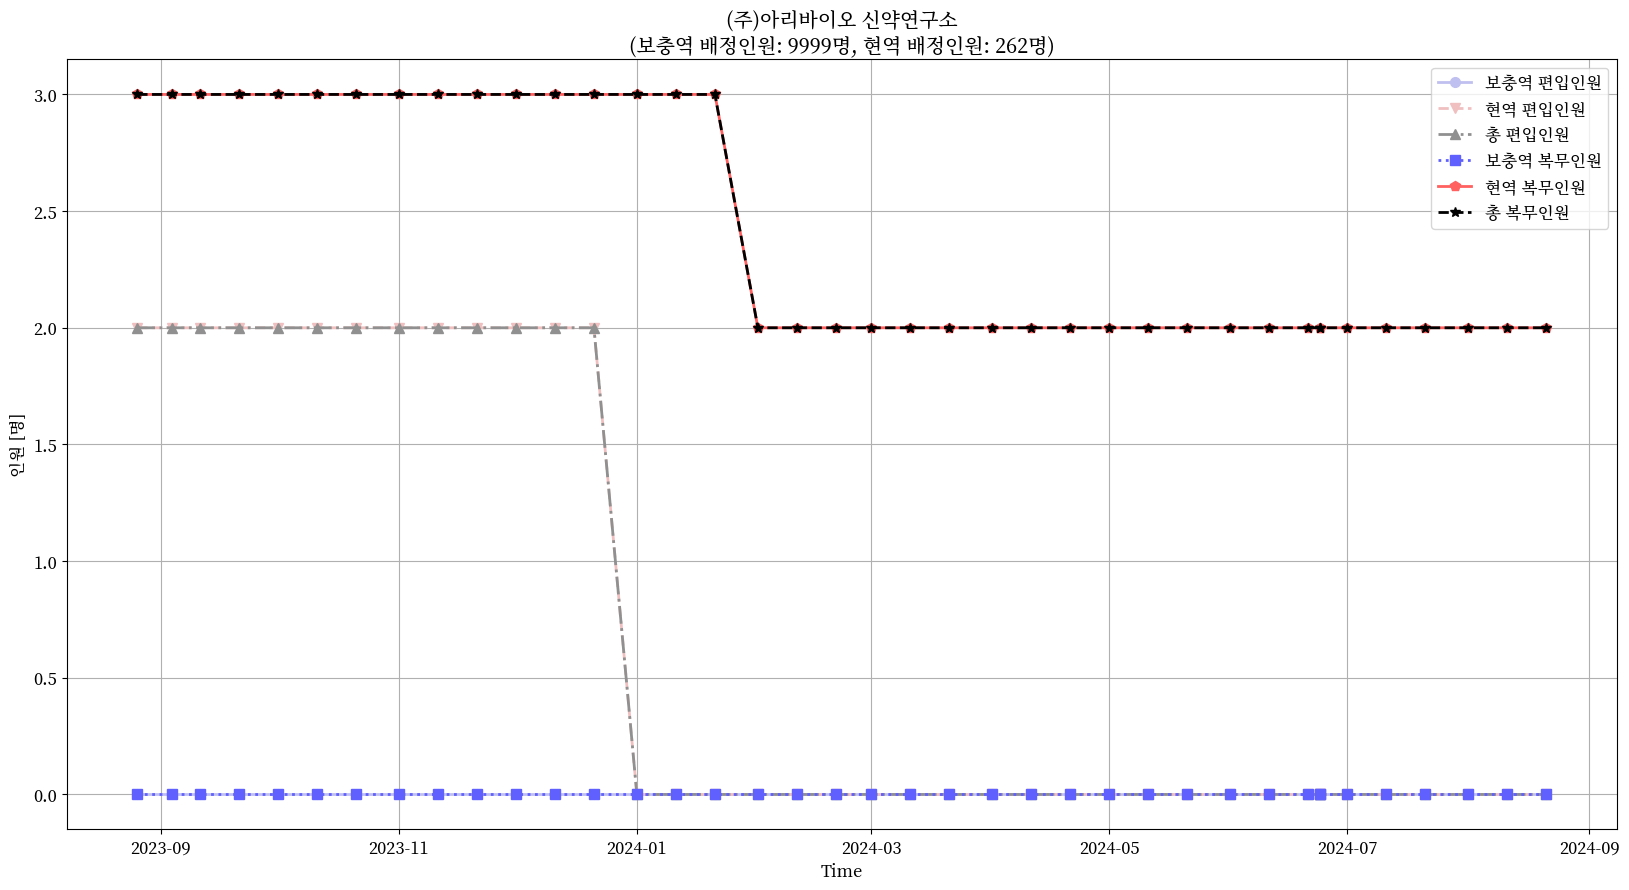 (주)아리바이오 신약연구소
(보충역 배정인원: 9999명, 현역 배정인원: 262명)
보충역 편입인원
현역 편입인원
총 편입인원
보충역 복무인원
현역 복무인원
총 복무인원
인원 [명]
3.0
2.5
2.0
1.5
1.0
0.5
0.0
2023-09
2023-11
2024-01
2024-03
2024-05
2024-07
2024-09
Time